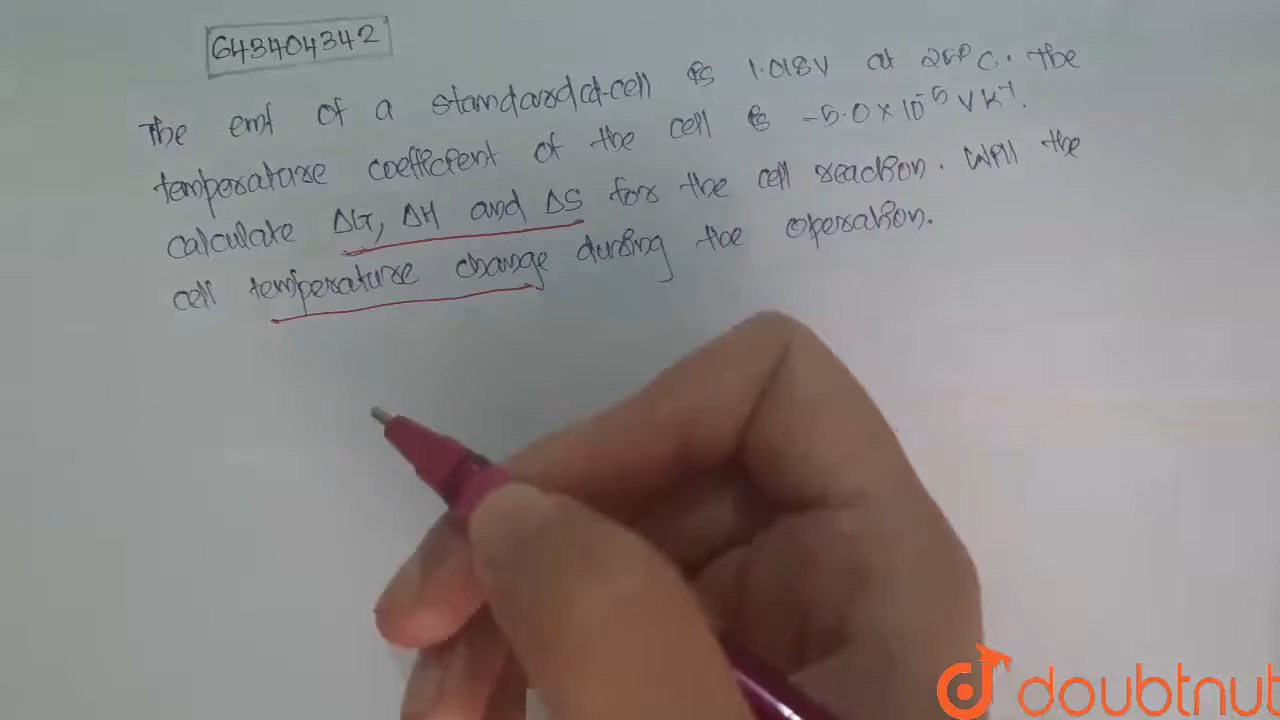 643404342
The emf of a standard cd-cell is 1.018V at 25°C. The
temperature coefficient of the cell is -5.0 × 10⁻⁵ V K⁻¹.
calculate ΔG, ΔH and ΔS for the cell reaction. Will the
cell temperature change during the operation.
doubtnut